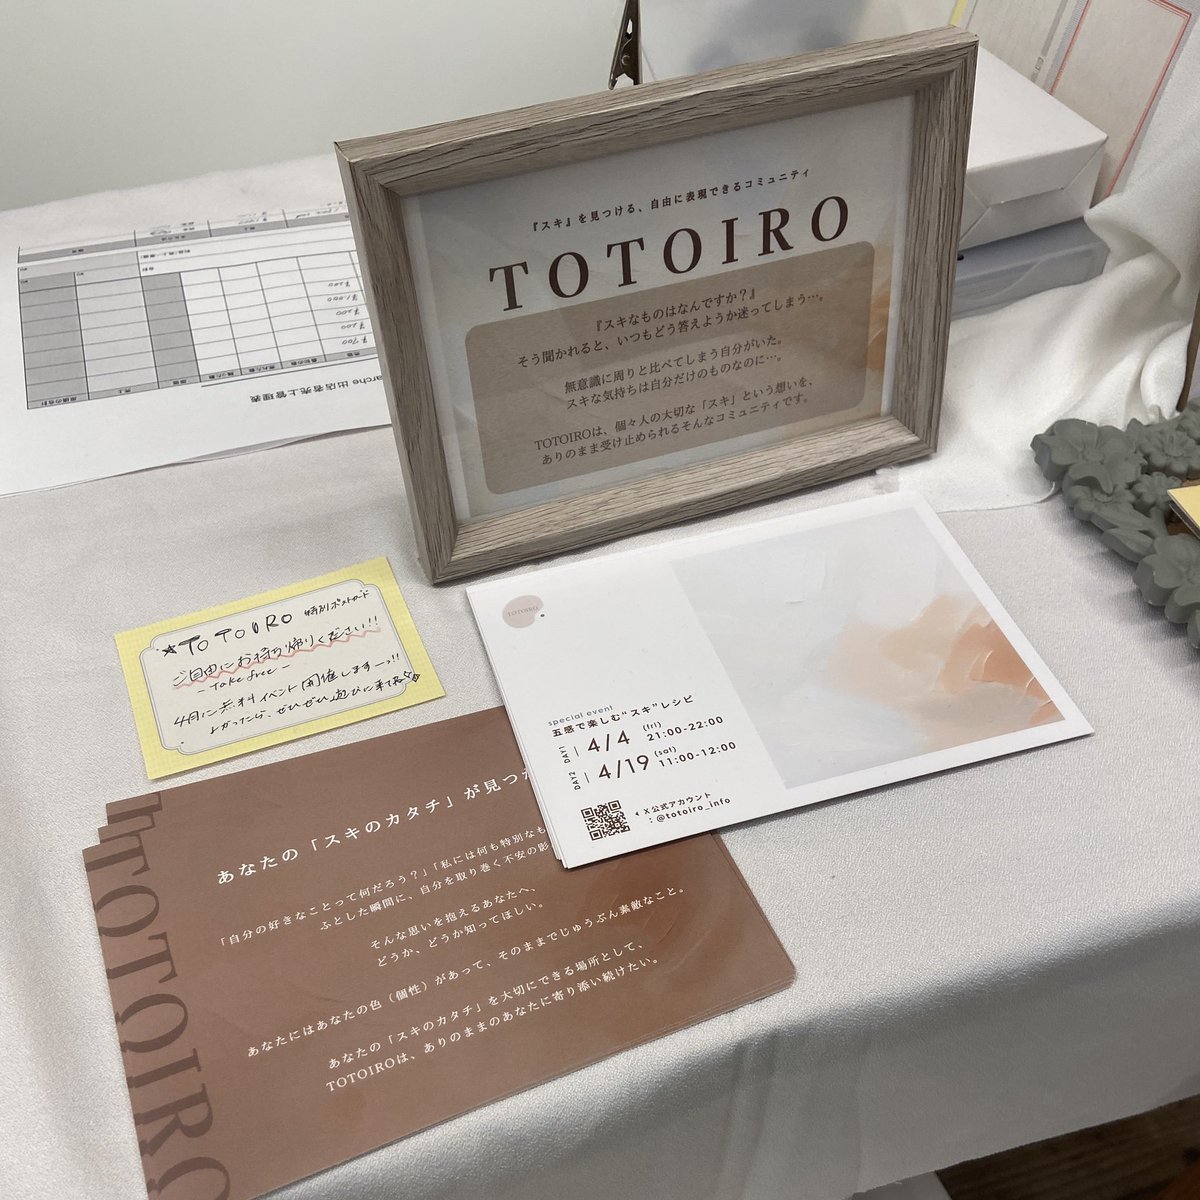 『スキ』を見つける、自由に表現できるコミュニティ
TOTOIRO
『スキなものはなんですか？』
そう聞かれると、いつもどう答えようか迷ってしまう…。
無意識に周りと比べてしまう自分がいた。
スキな気持ちは自分だけのものなのに…。
TOTOIROは、個々人の大切な「スキ」という想いを、
ありのまま受け止められるそんなコミュニティです。
arche 出店者売上管理表
★TOTOIRO 特別ポストカード
ご自由にお持ち帰りください!!
- take free -
4月に無料イベント開催しまーっ!!
よかったら、ぜひぜひ遊びに来てね
TOTOIRO
special event
五感で楽しむ“スキ”レシピ
DAY1 | 4/4 (fri) 21:00-22:00
DAY2 | 4/19 (sat) 11:00-12:00
X公式アカウント
: @totoiro_info
TOTOIRO
あなたの「スキのカタチ」が見つか
「自分の好きなことって何だろう？」「私には何も特別なも
ふとした瞬間に、自分を取り巻く不安の影
そんな思いを抱えるあなたへ、
どうか、どうか知ってほしい。
あなたにはあなたの色（個性）があって、そのままでじゅうぶん素敵なこと。
あなたの「スキのカタチ」を大切にできる場所として、
TOTOIROは、ありのままのあなたに寄り添い続けたい。